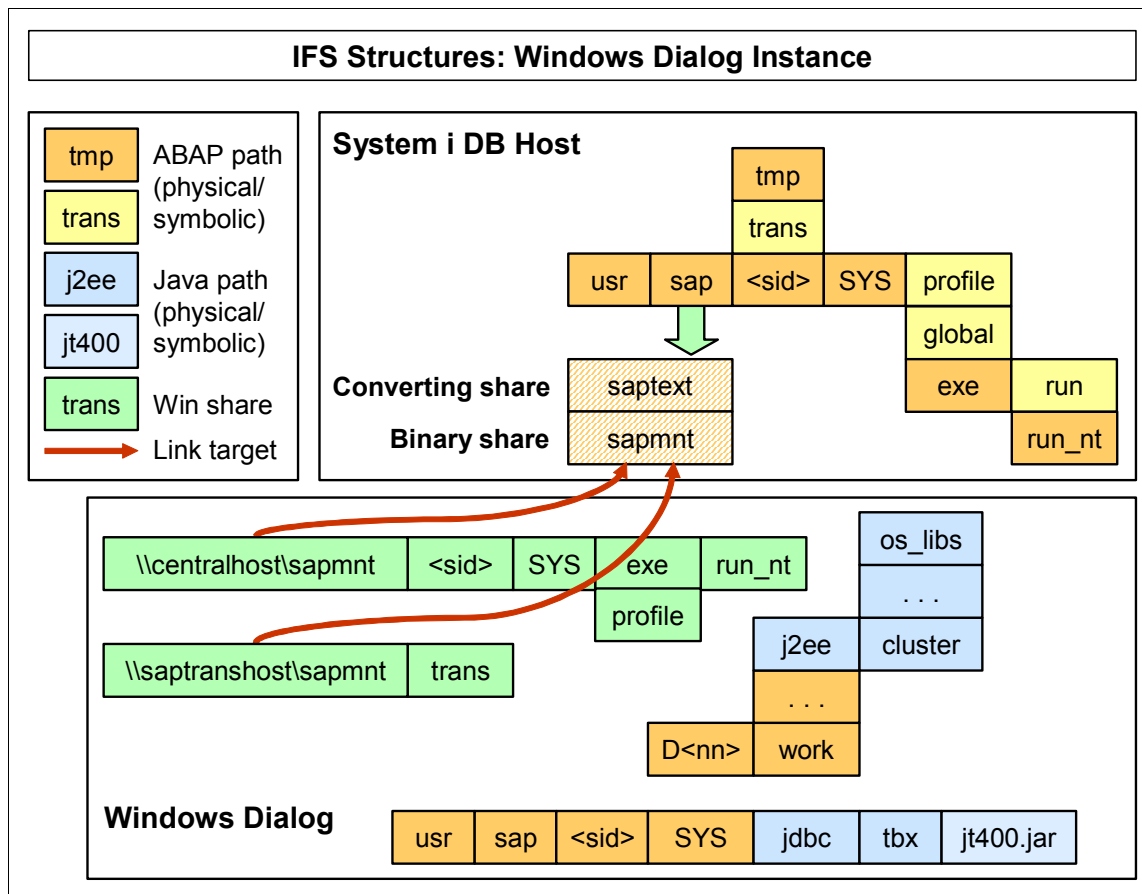 IFS Structures: Windows Dialog Instance
tmp
trans
ABAP path
(physical/
symbolic)
j2ee
jt400
Java path
(physical/
symbolic)
trans
Win share
Link target
System i DB Host
tmp
trans
usr sap <sid> SYS profile
global
exe run
run_nt
Converting share saptext
Binary share sapmnt
\\centralhost\sapmnt <sid> SYS exe run_nt
profile
\\saptranshost\sapmnt trans
os_libs
. . .
j2ee cluster
. . .
D<nn> work
Windows Dialog
usr sap <sid> SYS jdbc tbx jt400.jar